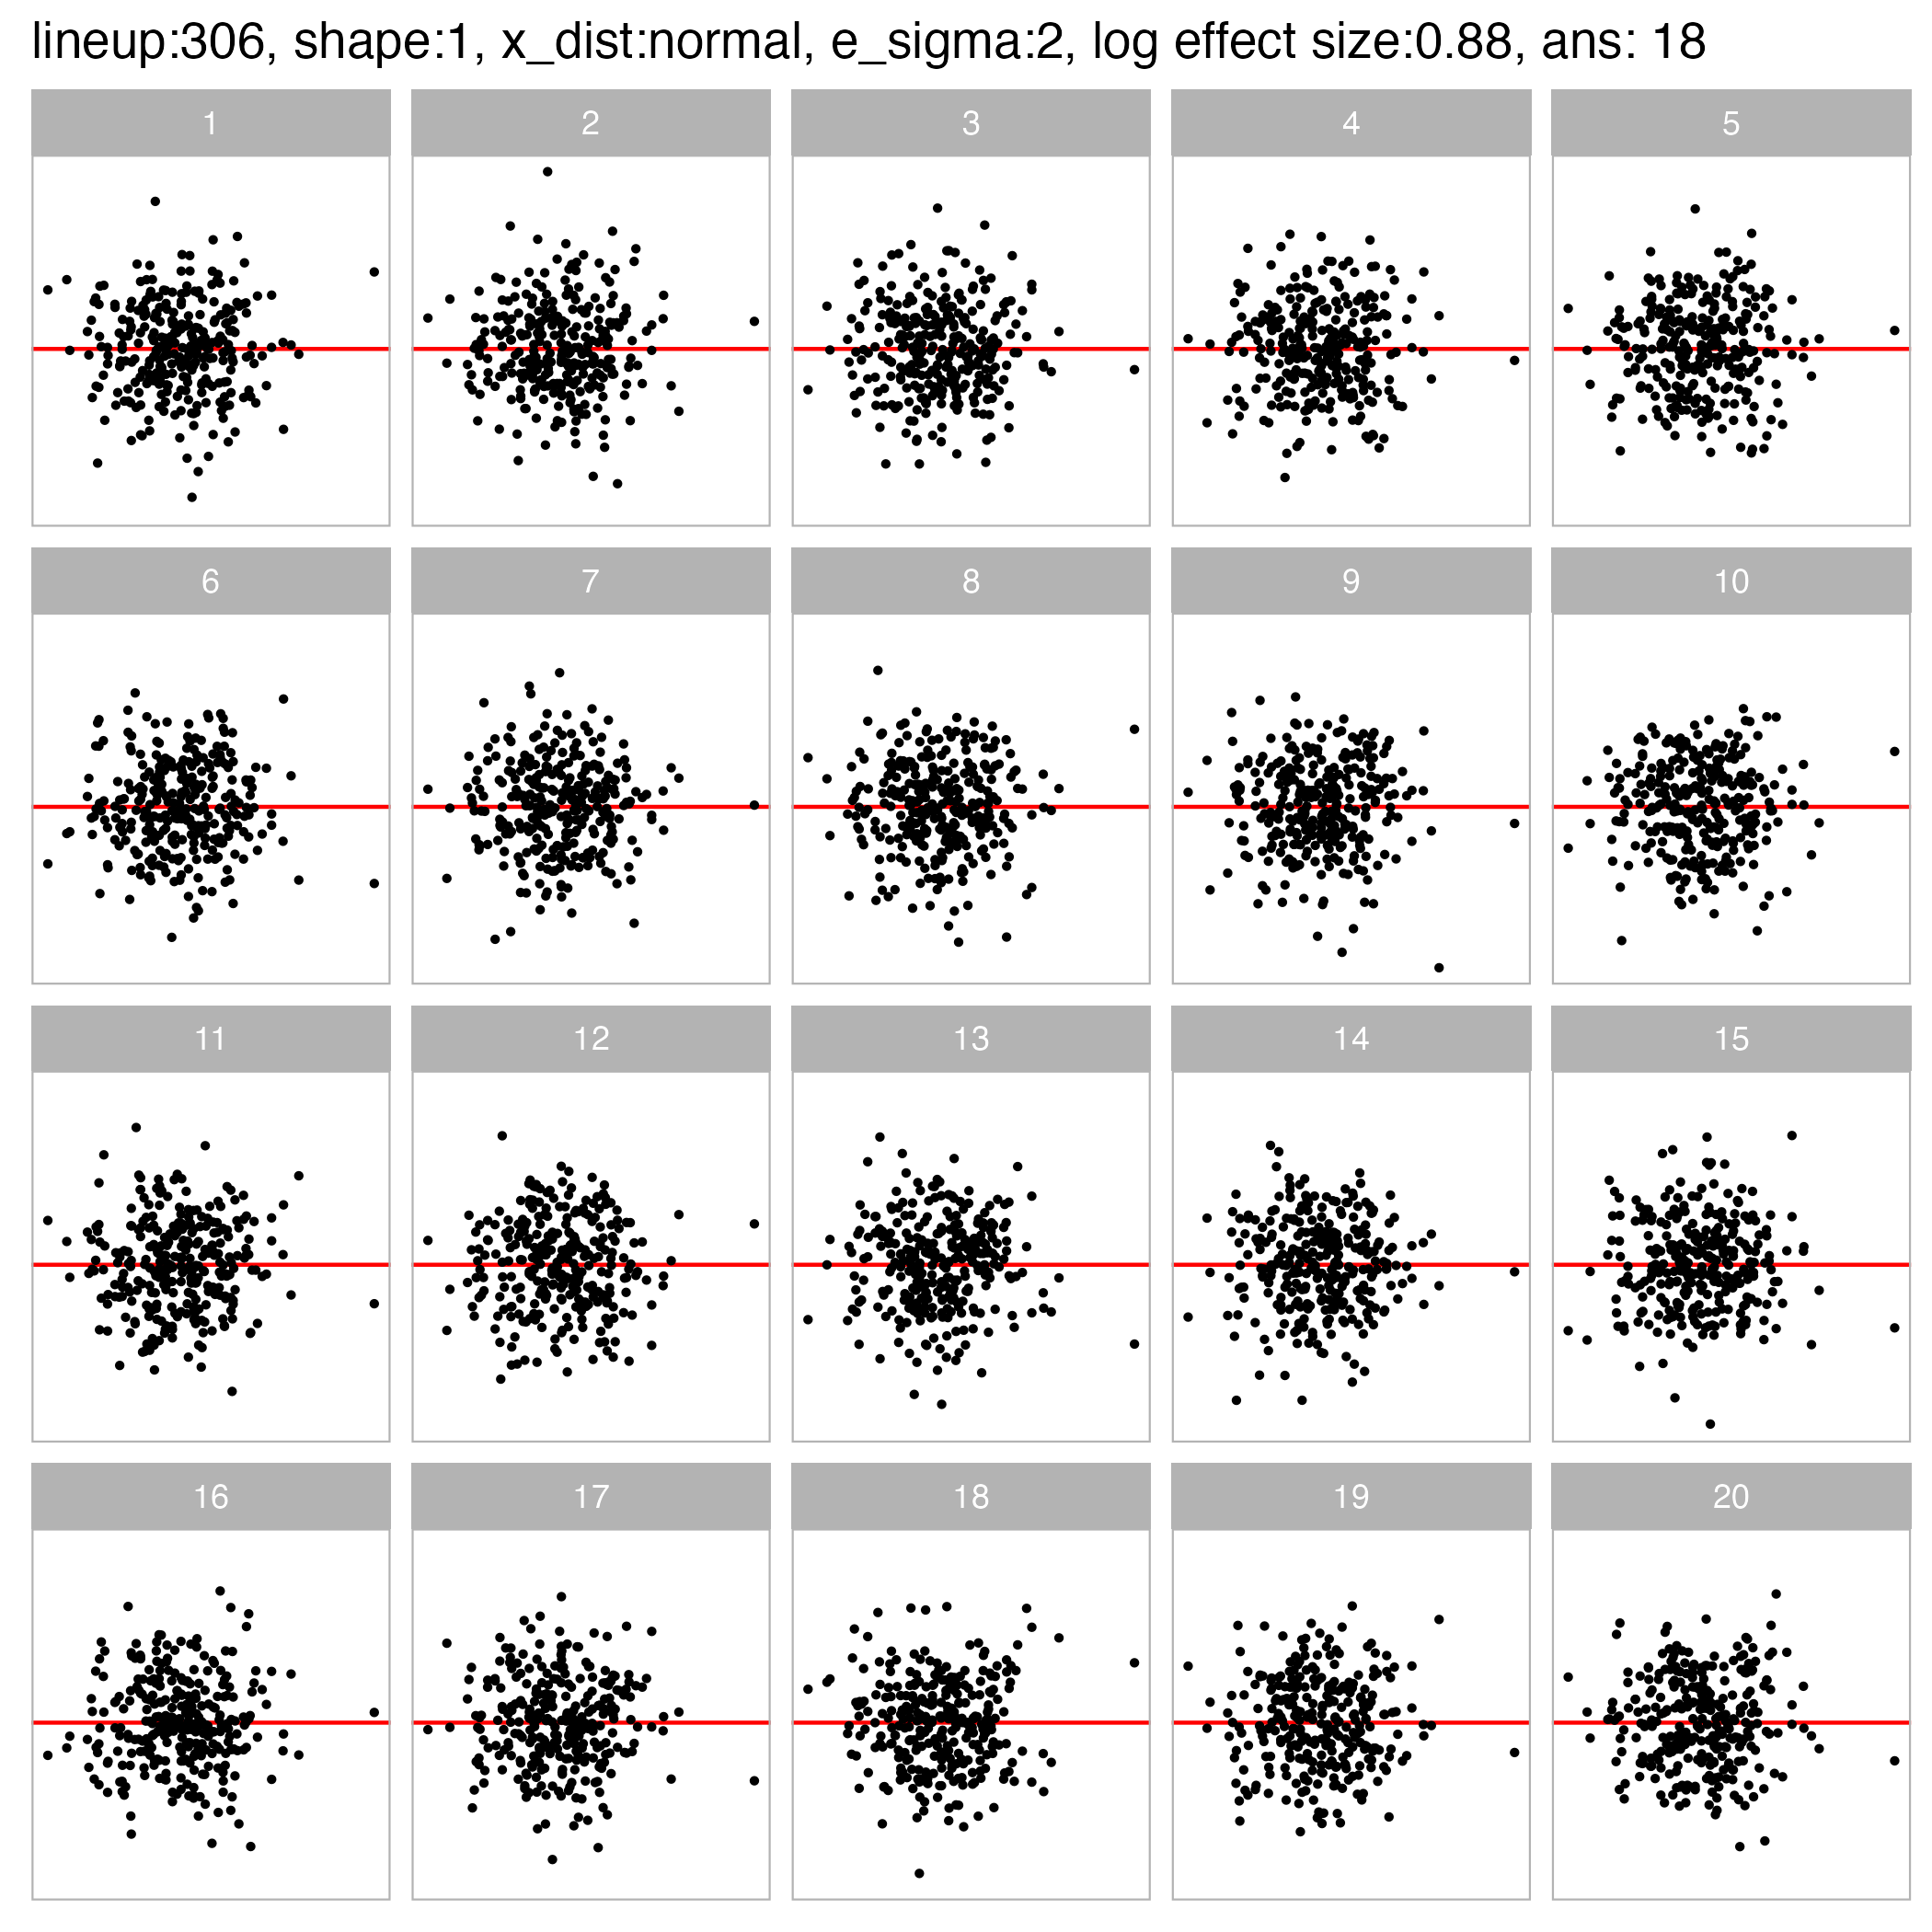 lineup:306, shape:1, x_dist:normal, e_sigma:2, log effect size:0.88, ans: 18
1 2 3 4 5
6 7 8 9 10
11 12 13 14 15
16 17 18 19 20